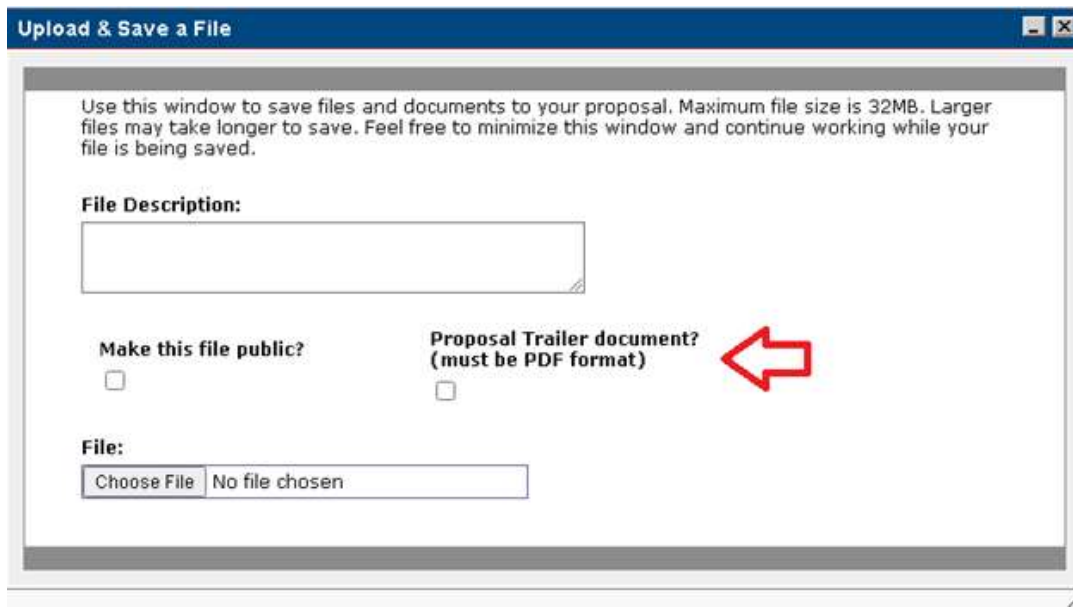 Upload & Save a File
Use this window to save files and documents to your proposal. Maximum file size is 32MB. Larger
files may take longer to save. Feel free to minimize this window and continue working while your
file is being saved.
File Description:
Make this file public?
Proposal Trailer document?
(must be PDF format)
File:
Choose File No file chosen